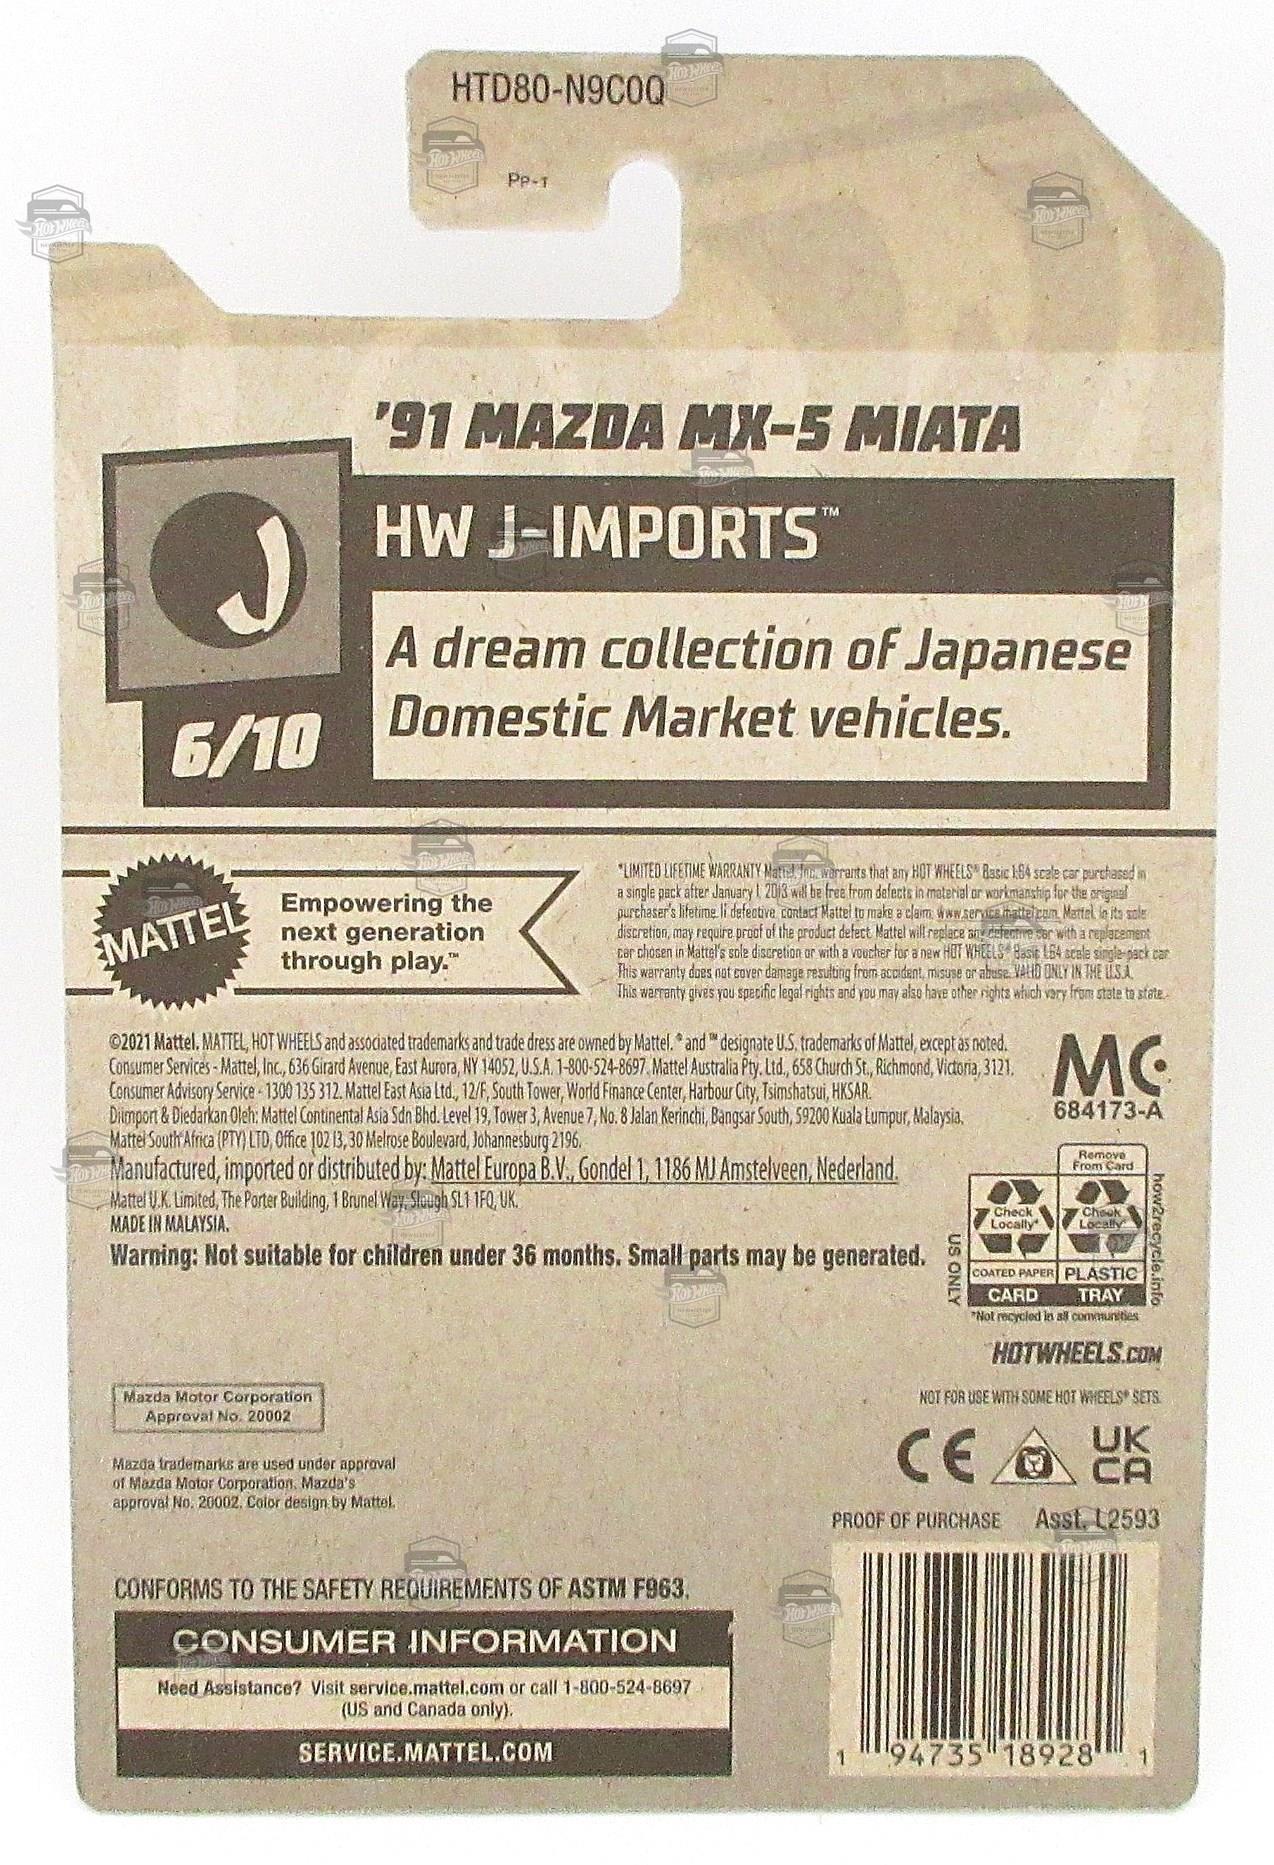 HTD80-N9C0Q
PP-1
'91 MAZDA MX-5 MIATA
HW J-IMPORTS™
J
A dream collection of Japanese
Domestic Market vehicles.
6/10
MATTEL
Empowering the
next generation
through play.™
*LIMITED LIFETIME WARRANTY Mattel, Inc. warrants that any HOT WHEELS® Basic 1:64 scale car purchased in
a single pack after January 1, 2013 will be free from defects in material or workmanship for the original
purchaser's lifetime. If defective, contact Mattel to make a claim: www.service.mattel.com. Mattel, in its sole
discretion, may require proof of the product defect. Mattel will replace any defective car with a replacement
car chosen in Mattel's sole discretion or with a voucher for a new HOT WHEELS® Basic 1:64 scale single-pack car.
This warranty does not cover damage resulting from accident, misuse or abuse. VALID ONLY IN THE U.S.A.
This warranty gives you specific legal rights and you may also have other rights which vary from state to state.
©2021 Mattel. MATTEL, HOT WHEELS and associated trademarks and trade dress are owned by Mattel. ® and ™ designate U.S. trademarks of Mattel, except as noted.
Consumer Services - Mattel, Inc., 636 Girard Avenue, East Aurora, NY 14052, U.S.A. 1-800-524-8697. Mattel Australia Pty. Ltd., 658 Church St., Richmond, Victoria, 3121.
Consumer Advisory Service - 1300 135 312. Mattel East Asia Ltd., 12/F, South Tower, World Finance Center, Harbour City, Tsimshatsui, HKSAR.
Diimport & Diedarkan Oleh: Mattel Continental Asia Sdn Bhd. Level 19, Tower 3, Avenue 7, No. 8 Jalan Kerinchi, Bangsar South, 59200 Kuala Lumpur, Malaysia.
Mattel South Africa (PTY) LTD, Office 102 I3, 30 Melrose Boulevard, Johannesburg 2196.
Manufactured, imported or distributed by: Mattel Europa B.V., Gondel 1, 1186 MJ Amstelveen, Nederland.
Mattel U.K. Limited, The Porter Building, 1 Brunel Way, Slough SL1 1FQ, UK.
MADE IN MALAYSIA.
Warning: Not suitable for children under 36 months. Small parts may be generated.
MC
684173-A
Remove
From Card
Check
Locally*
Check
Locally*
COATED PAPER
PLASTIC
CARD
TRAY
US ONLY
how2recycle.info
*Not recycled in all communities
HOTWHEELS.COM
NOT FOR USE WITH SOME HOT WHEELS® SETS.
Mazda Motor Corporation
Approval No. 20002
Mazda trademarks are used under approval
of Mazda Motor Corporation. Mazda's
approval No. 20002. Color design by Mattel.
CE
UK
CA
PROOF OF PURCHASE
Asst. L2593
CONFORMS TO THE SAFETY REQUIREMENTS OF ASTM F963.
CONSUMER INFORMATION
Need Assistance? Visit service.mattel.com or call 1-800-524-8697
(US and Canada only).
SERVICE.MATTEL.COM
1 94735 18928 1